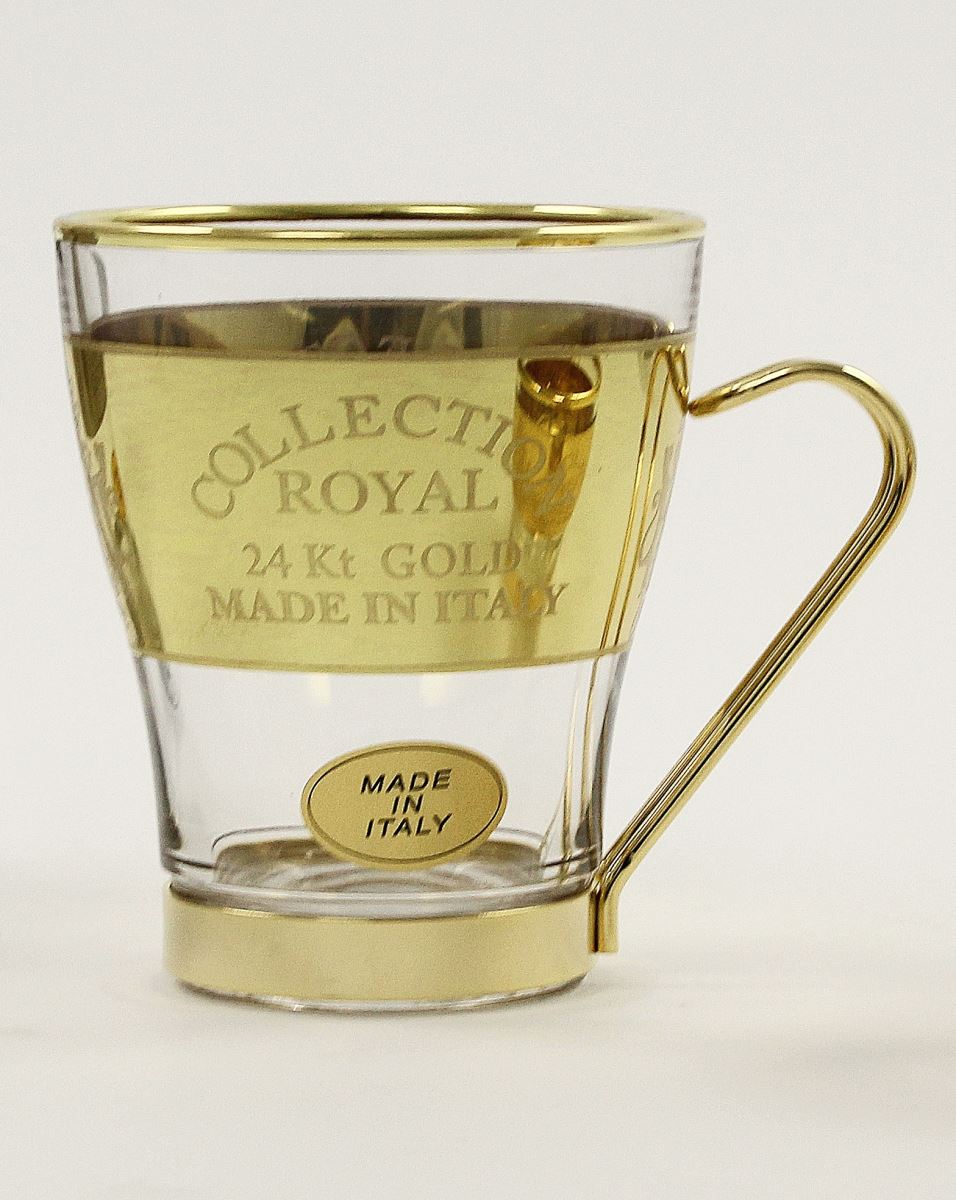 COLLECTION
ROYAL
24 Kt GOLD
MADE IN ITALY
MADE
IN
ITALY